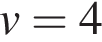 ν = 4